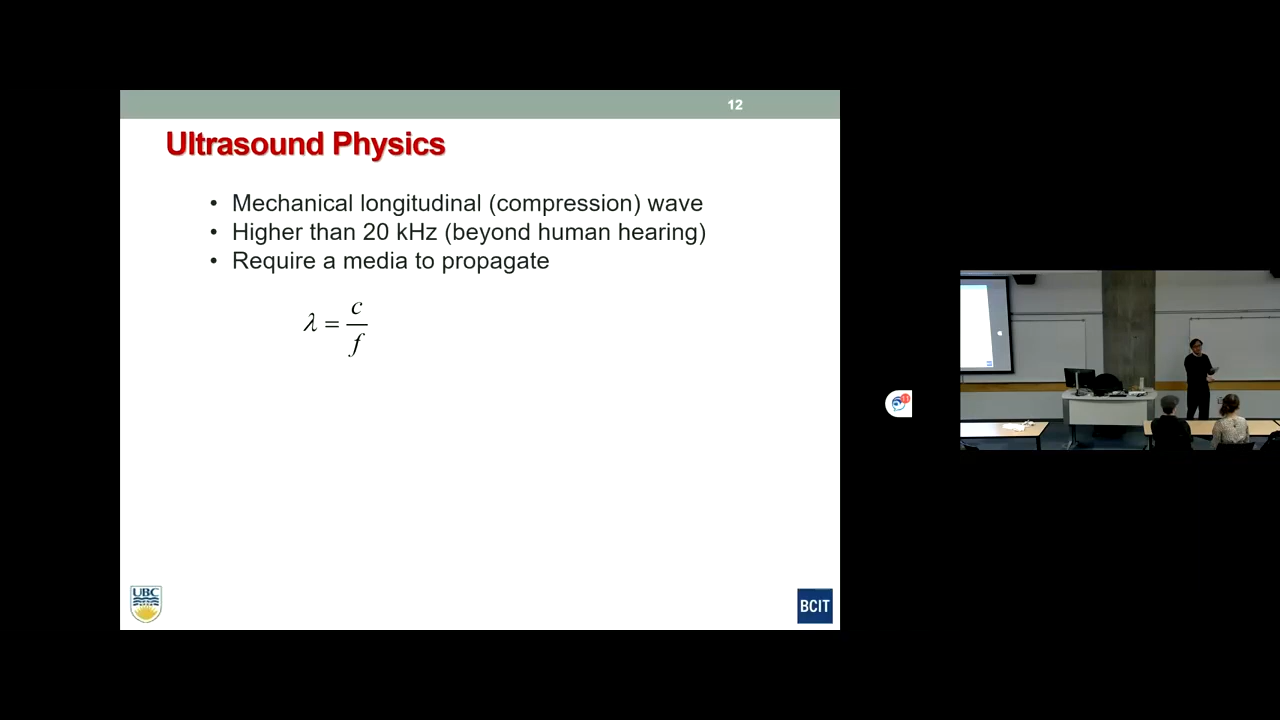 12
Ultrasound Physics
• Mechanical longitudinal (compression) wave
• Higher than 20 kHz (beyond human hearing)
• Require a media to propagate
λ = c/f
UBC
BCIT